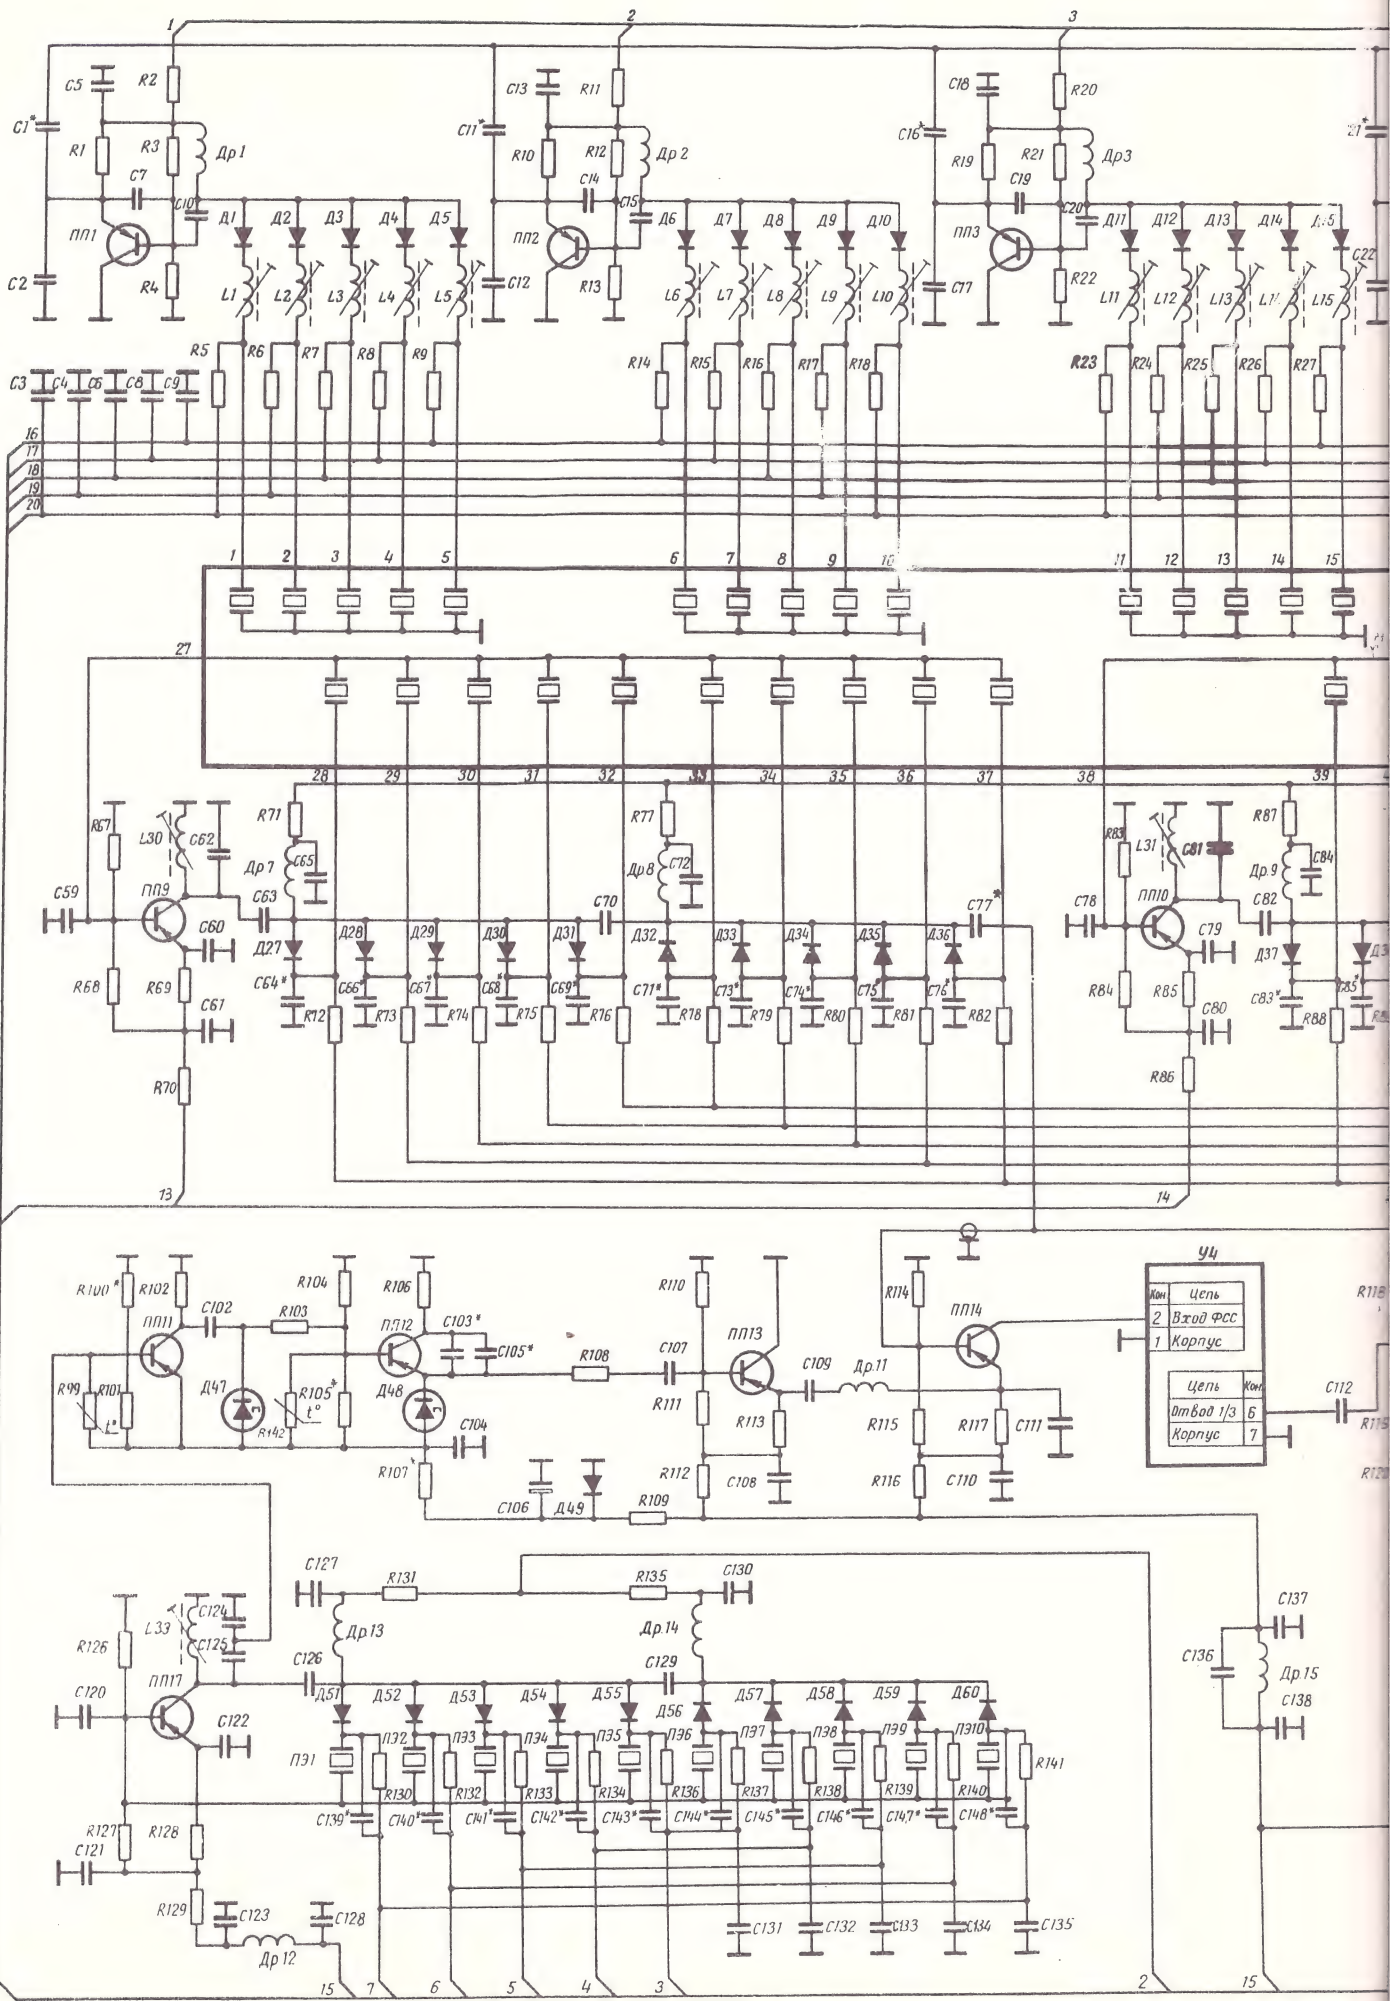 1 2 3
C5 R2 C13 R11 C18 R20
C1* R1 R3 Др1 C11* R10 R12 Др2 C16* R19 R21 Др3 21*
C7 C10 Д1 Д2 Д3 Д4 Д5 C14 C15 Д6 Д7 Д8 Д9 Д10 C19 C20 Д11 Д12 Д13 Д14
ПП1 ПП2 ПП3
C2 R4 L1 L2 L3 L4 L5 C12 R13 L6 L7 L8 L9 L10 C17 R22 L11 L12 L13 L14 L15 C22
R5 R6 R7 R8 R9 R14 R15 R16 R17 R18 R23 R24 R25 R26 R27
C3 C4 C6 C8 C9
16
17
18
19
20
1 2 3 4 5 6 7 8 9 10 11 12 13 14 15
27
28 29 30 31 32 33 34 35 36 37 38 39
R67 L30 C62 R71 Др7 C65 R77 Др8 C72 R83 L31 C81 R87 Др.9 C84
C59 ПП9 C63 C70 C77* C78 ПП10 C82
C60 Д27 Д28 Д29 Д30 Д31 Д32 Д33 Д34 Д35 Д36 C79 Д37
R68 R69 C64* C66* C67* C68* C69* C71* C73* C74* C75* C76* R84 R85 C83* C85*
C61 R72 R73 R74 R75 R76 R78 R79 R80 R81 R82 C80 R88
R70 R86
13 14
R100* R102 R104 R106 R110 R114 У4
Кон Цепь
2 Вход ФСС
1 Корпус
Цепь Кон
Отвод 1/3 6
Корпус 7
ПП11 C102 R103 ПП12 C103* C105* R108 C107 ПП13 C109 Др.11 ПП14 C112 R118
R99 t° R101 Д47 R105* t° R142 Д48 C104 R111 R113 R115 R117 C111
R107* C106 Д49 R109 R112 C108 R116 C110
C127 R131 R135 C130
R126 L33 C124 C125 Др.13 Др.14 C137
C120 ПП17 C126 C129 C136 Др.15
C122 Д51 Д52 Д53 Д54 Д55 Д56 Д57 Д58 Д59 Д60 C138
ПЭ1 ПЭ2 ПЭ3 ПЭ4 ПЭ5 ПЭ6 ПЭ7 ПЭ8 ПЭ9 ПЭ10
R130 R132 R133 R134 R136 R137 R138 R139 R140 R141
R127 R128 C139* C140* C141* C142* C143* C144* C145* C146* C147* C148*
C121
R129 C123 C128 C131 C132 C133 C134 C135
Др12
15 7 6 5 4 3 2 15